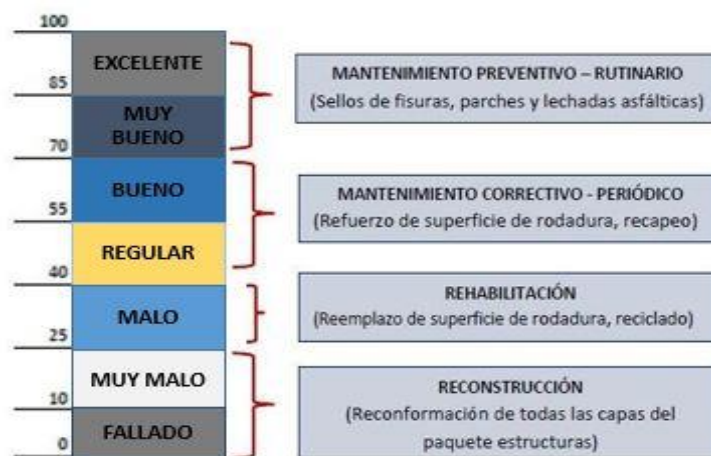 100
EXCELENTE
85
MUY
BUENO
70
BUENO
55
REGULAR
40
MALO
25
MUY MALO
10
FALLADO
0
MANTENIMIENTO PREVENTIVO – RUTINARIO
(Sellos de fisuras, parches y lechadas asfálticas)
MANTENIMIENTO CORRECTIVO - PERIÓDICO
(Refuerzo de superficie de rodadura, recapeo)
REHABILITACIÓN
(Reemplazo de superficie de rodadura, reciclado)
RECONSTRUCCIÓN
(Reconformación de todas las capas del
paquete estructuras)